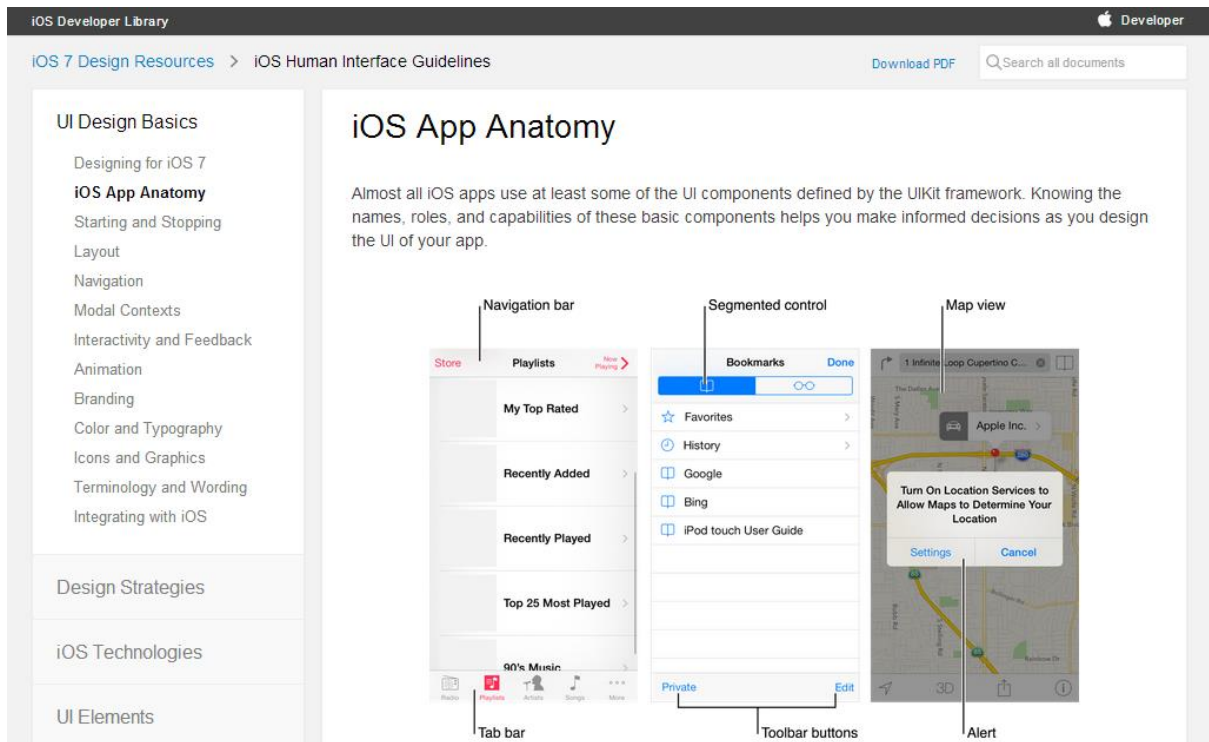 iOS Developer Library
Developer
iOS 7 Design Resources > iOS Human Interface Guidelines
Download PDF
Search all documents
UI Design Basics
Designing for iOS 7
iOS App Anatomy
Starting and Stopping
Layout
Navigation
Modal Contexts
Interactivity and Feedback
Animation
Branding
Color and Typography
Icons and Graphics
Terminology and Wording
Integrating with iOS
Design Strategies
iOS Technologies
UI Elements
iOS App Anatomy
Almost all iOS apps use at least some of the UI components defined by the UIKit framework. Knowing the
names, roles, and capabilities of these basic components helps you make informed decisions as you design
the UI of your app.
Navigation bar
Segmented control
Map view
Store
Playlists
Now
Playing
My Top Rated
Recently Added
Recently Played
Top 25 Most Played
90's Music
Radio
Playlists
Artists
Songs
More
Tab bar
Bookmarks
Done
Favorites
History
Google
Bing
iPod touch User Guide
Private
Edit
Toolbar buttons
1 Infinite Loop Cupertino C...
Apple Inc.
Turn On Location Services to
Allow Maps to Determine Your
Location
Settings
Cancel
Rainbow Dr
3D
Alert